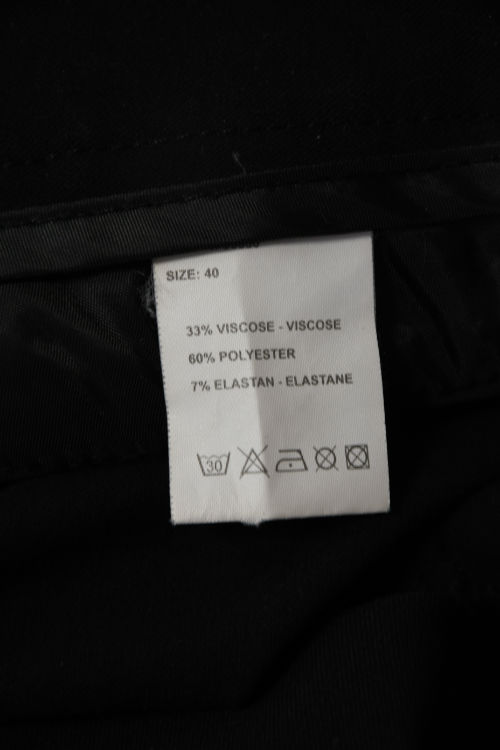 SIZE: 40
33% VISCOSE - VISCOSE
60% POLYESTER
7% ELASTAN - ELASTANE
30